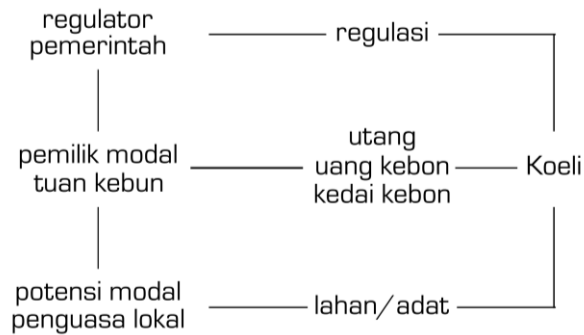 regulator
pemerintah
regulasi
pemilik modal
tuan kebun
utang
uang kebon
kedai kebon
Koeli
potensi modal
penguasa lokal
lahan/adat